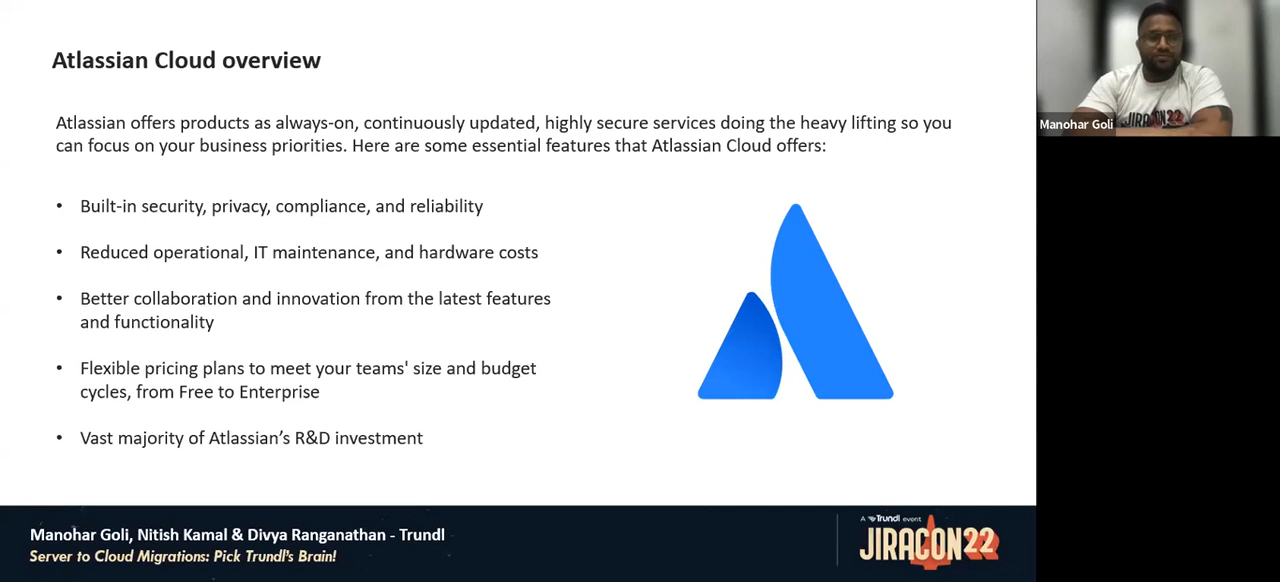 Atlassian Cloud overview
Atlassian offers products as always-on, continuously updated, highly secure services doing the heavy lifting so you
can focus on your business priorities. Here are some essential features that Atlassian Cloud offers:
• Built-in security, privacy, compliance, and reliability
• Reduced operational, IT maintenance, and hardware costs
• Better collaboration and innovation from the latest features
and functionality
• Flexible pricing plans to meet your teams' size and budget
cycles, from Free to Enterprise
• Vast majority of Atlassian’s R&D investment
JIRACON22
Manohar Goli
Manohar Goli, Nitish Kamal & Divya Ranganathan - Trundl
Server to Cloud Migrations: Pick Trundl's Brain!
A Trundl event
JIRACON22